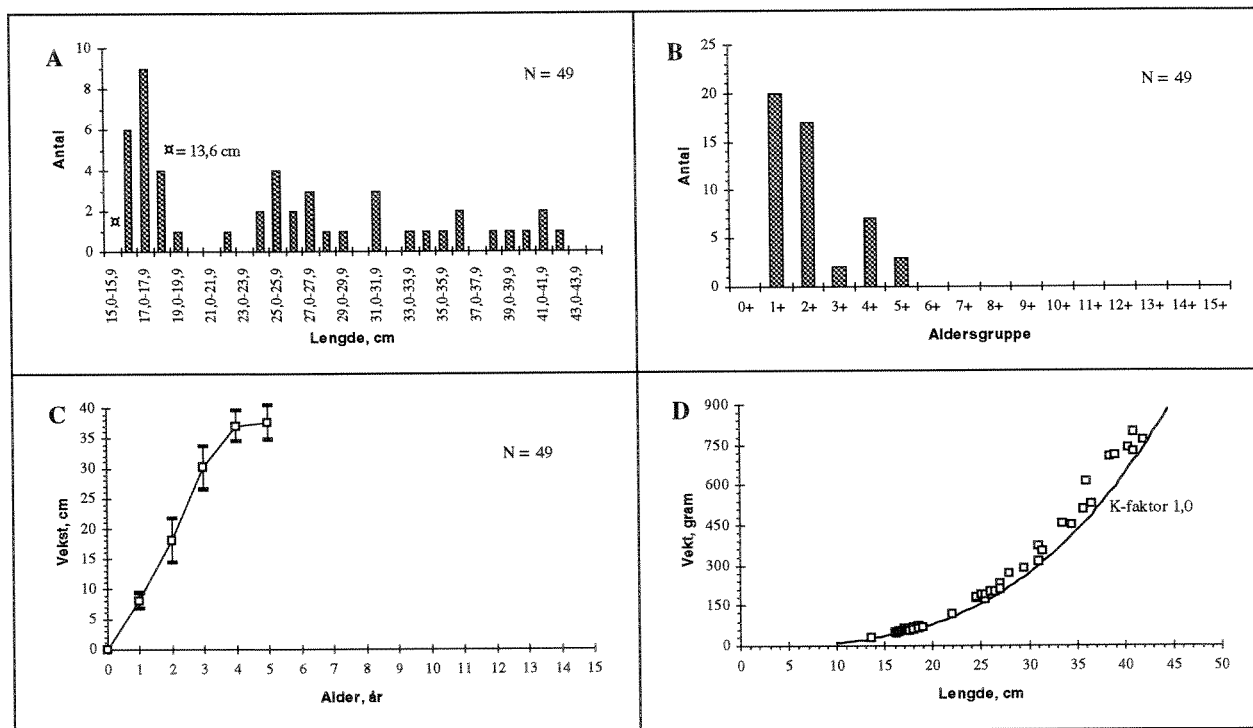 A
N = 49
¤ = 13,6 cm
¤
Antal
10
8
6
4
2
0
15,0-15,9
17,0-17,9
19,0-19,9
21,0-21,9
23,0-23,9
25,0-25,9
27,0-27,9
29,0-29,9
31,0-31,9
33,0-33,9
35,0-35,9
37,0-37,9
39,0-39,9
41,0-41,9
43,0-43,9
Lengde, cm
B
N = 49
Antal
25
20
15
10
5
0
0+ 1+ 2+ 3+ 4+ 5+ 6+ 7+ 8+ 9+ 10+ 11+ 12+ 13+ 14+ 15+
Aldersgruppe
C
N = 49
Vekst, cm
40
35
30
25
20
15
10
5
0
0 1 2 3 4 5 6 7 8 9 10 11 12 13 14 15
Alder, år
D
K-faktor 1,0
Vekt, gram
900
750
600
450
300
150
0
0 5 10 15 20 25 30 35 40 45 50
Lengde, cm